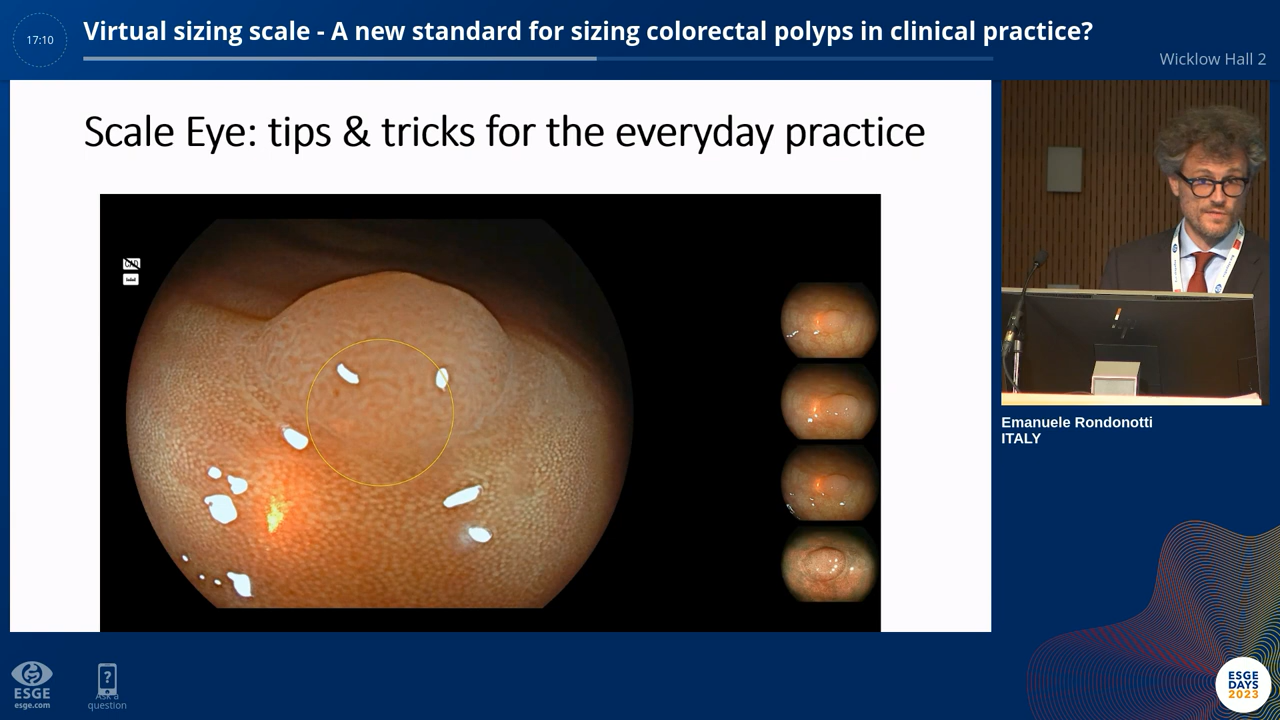 17:10
Virtual sizing scale - A new standard for sizing colorectal polyps in clinical practice?
Wicklow Hall 2
Scale Eye: tips & tricks for the everyday practice
CAD
E
Emanuele Rondonotti
ITALY
ESGE
esge.com
?
Ask a
question
ESGE
DAYS
2023